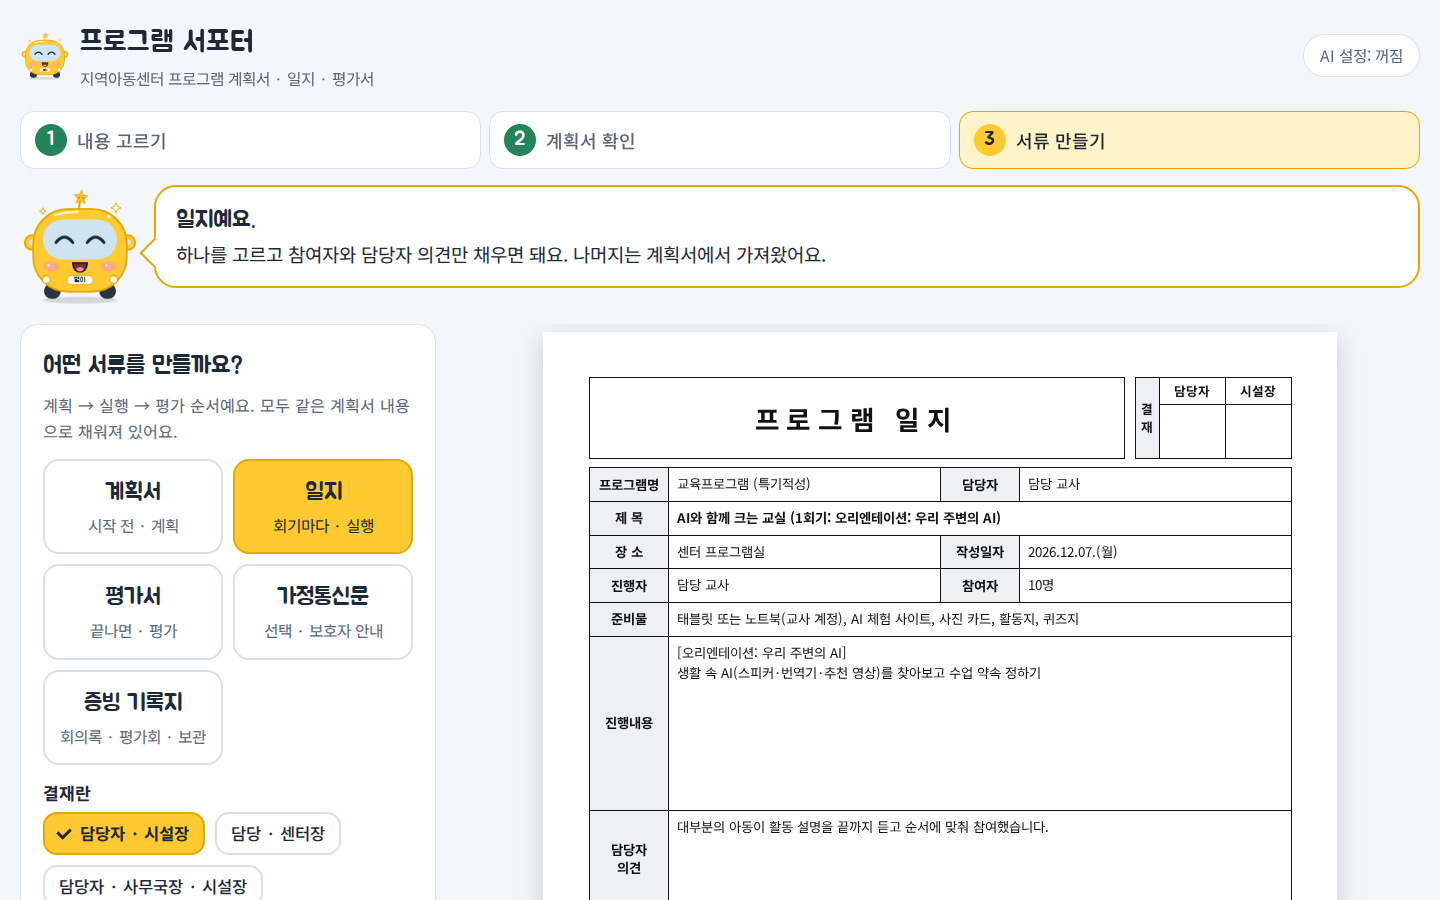 프로그램 서포터
지역아동센터 프로그램 계획서 · 일지 · 평가서
AI 설정: 꺼짐
1 내용 고르기
2 계획서 확인
3 서류 만들기
일지예요.
하나를 고르고 참여자와 담당자 의견만 채우면 돼요. 나머지는 계획서에서 가져왔어요.
어떤 서류를 만들까요?
계획 → 실행 → 평가 순서예요. 모두 같은 계획서 내용
으로 채워져 있어요.
계획서
시작 전 · 계획
일지
회기마다 · 실행
평가서
끝나면 · 평가
가정통신문
선택 · 보호자 안내
증빙 기록지
회의록 · 평가회 · 보관
결재란
담당자 · 시설장
담당 · 센터장
담당자 · 사무국장 · 시설장
프로그램 일지
결재
담당자 시설장
프로그램명 교육프로그램 (특기적성) 담당자 담당 교사
제 목 AI와 함께 크는 교실 (1회기: 오리엔테이션: 우리 주변의 AI)
장 소 센터 프로그램실 작성일자 2026.12.07.(월)
진행자 담당 교사 참여자 10명
준비물 태블릿 또는 노트북(교사 계정), AI 체험 사이트, 사진 카드, 활동지, 퀴즈지
진행내용
[오리엔테이션: 우리 주변의 AI]
생활 속 AI(스피커·번역기·추천 영상)를 찾아보고 수업 약속 정하기
담당자
의견
대부분의 아동이 활동 설명을 끝까지 듣고 순서에 맞춰 참여했습니다.